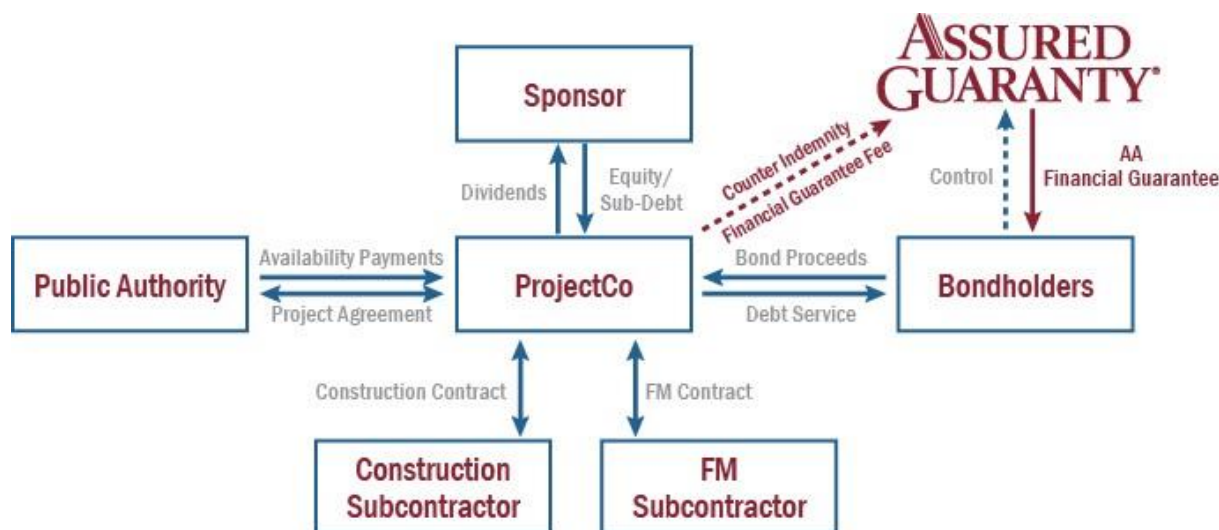 ASSURED
GUARANTY®
Sponsor
Counter Indemnity
Financial Guarantee Fee
Dividends
Equity/
Sub-Debt
Control
AA
Financial Guarantee
Public Authority
Availability Payments
Project Agreement
ProjectCo
Bond Proceeds
Debt Service
Bondholders
Construction Contract
FM Contract
Construction
Subcontractor
FM
Subcontractor